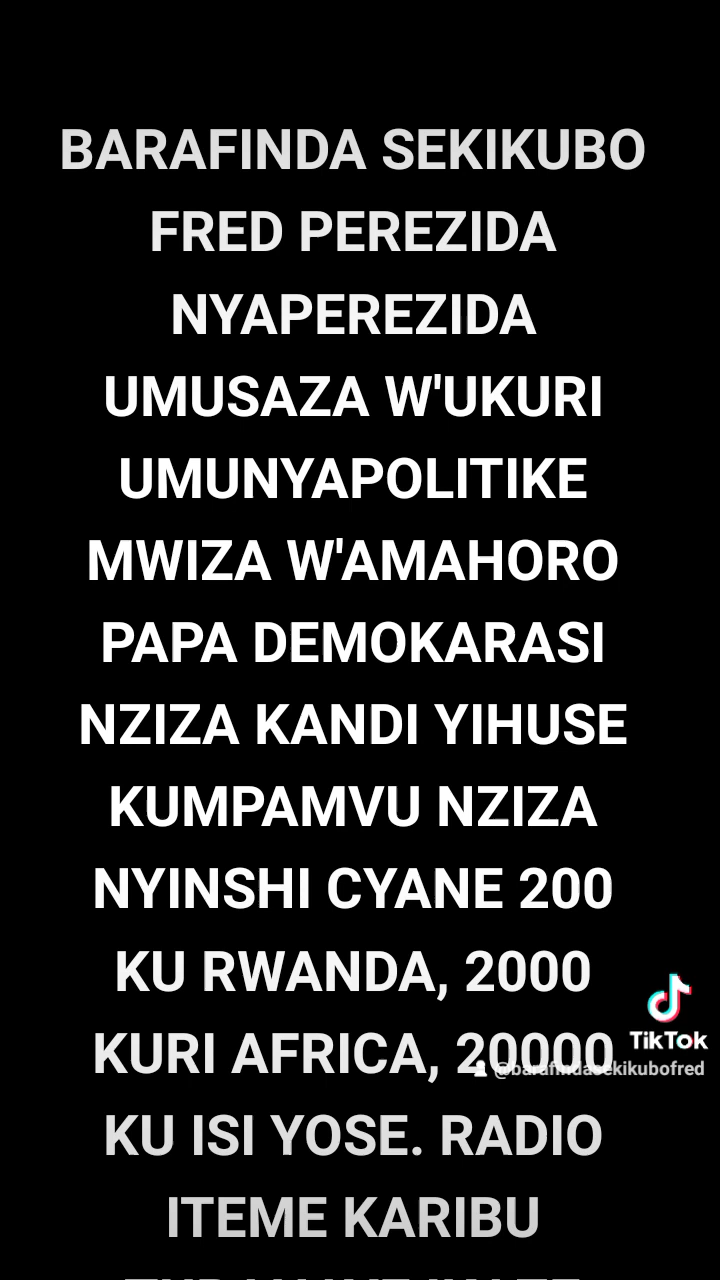 BARAFINDA SEKIKUBO
FRED PEREZIDA
NYAPEREZIDA
UMUSAZA W'UKURI
UMUNYAPOLITIKE
MWIZA W'AMAHORO
PAPA DEMOKARASI
NZIZA KANDI YIHUSE
KUMPAMVU NZIZA
NYINSHI CYANE 200
KU RWANDA, 2000
KURI AFRICA, 20000
TikTok
@barafindasekikubofred
KU ISI YOSE. RADIO
ITEME KARIBU